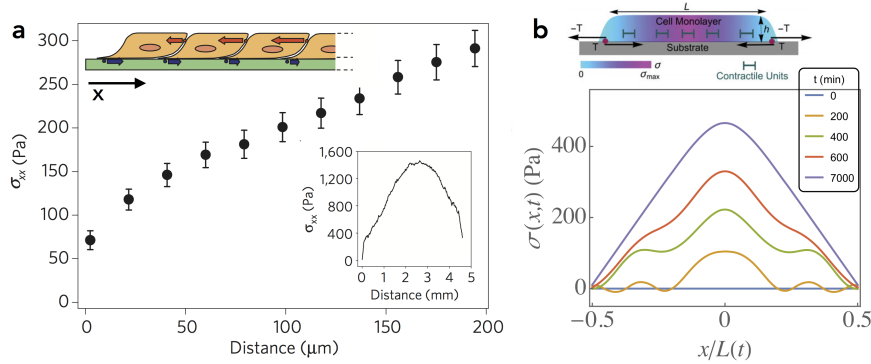 a
300
250
200
150
100
50
0
σxx (Pa)
X
0
50
100
150
200
Distance (μm)
1,600
1,200
800
400
0
σxx (Pa)
0
1
2
3
4
5
Distance (mm)
b
L
Cell Monolayer
h
-T
-T
T
T
Substrate
σ
0
σmax
Contractile Units
t (min)
0
200
400
600
7000
400
200
0
σ(x,t) (Pa)
-0.5
0
0.5
x/L(t)